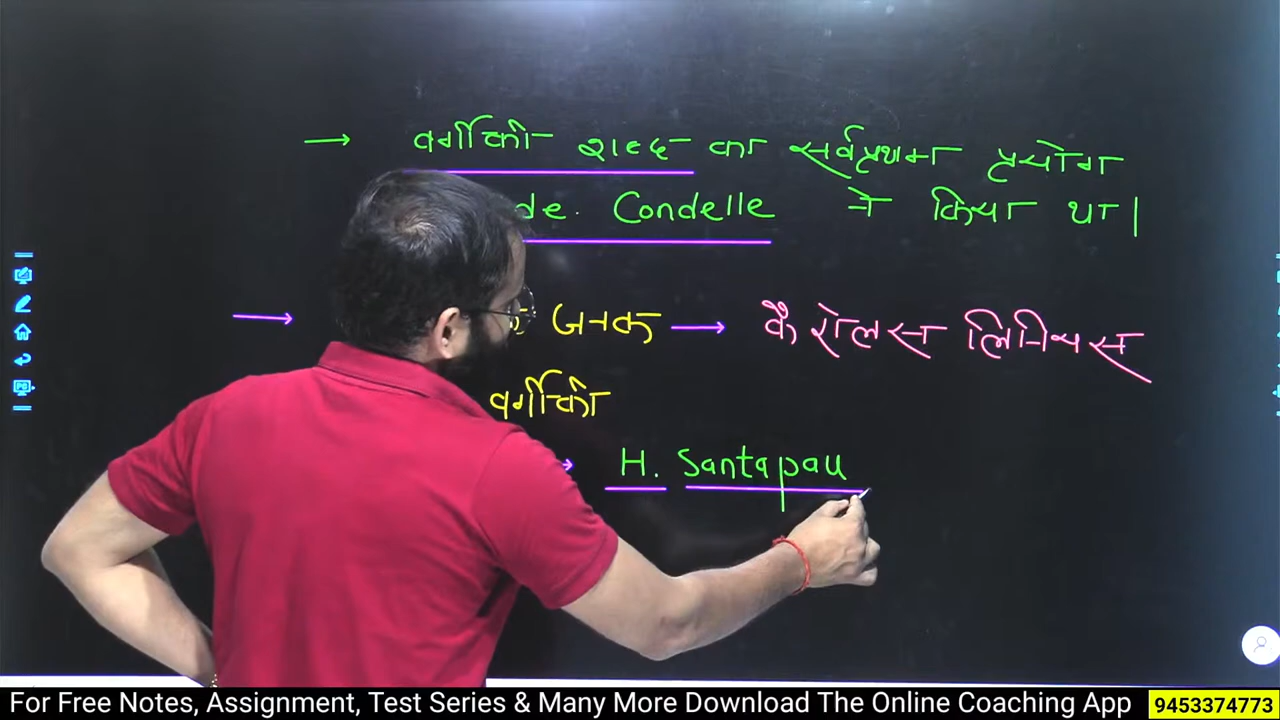 → वर्गीकी शब्द का सर्वप्रथम प्रयोग
de. Condelle ने किया था।
→ के जनक → कैरोलस लिनियस
वर्गीकी
→ H. Santapau
For Free Notes, Assignment, Test Series & Many More Download The Online Coaching App 9453374773